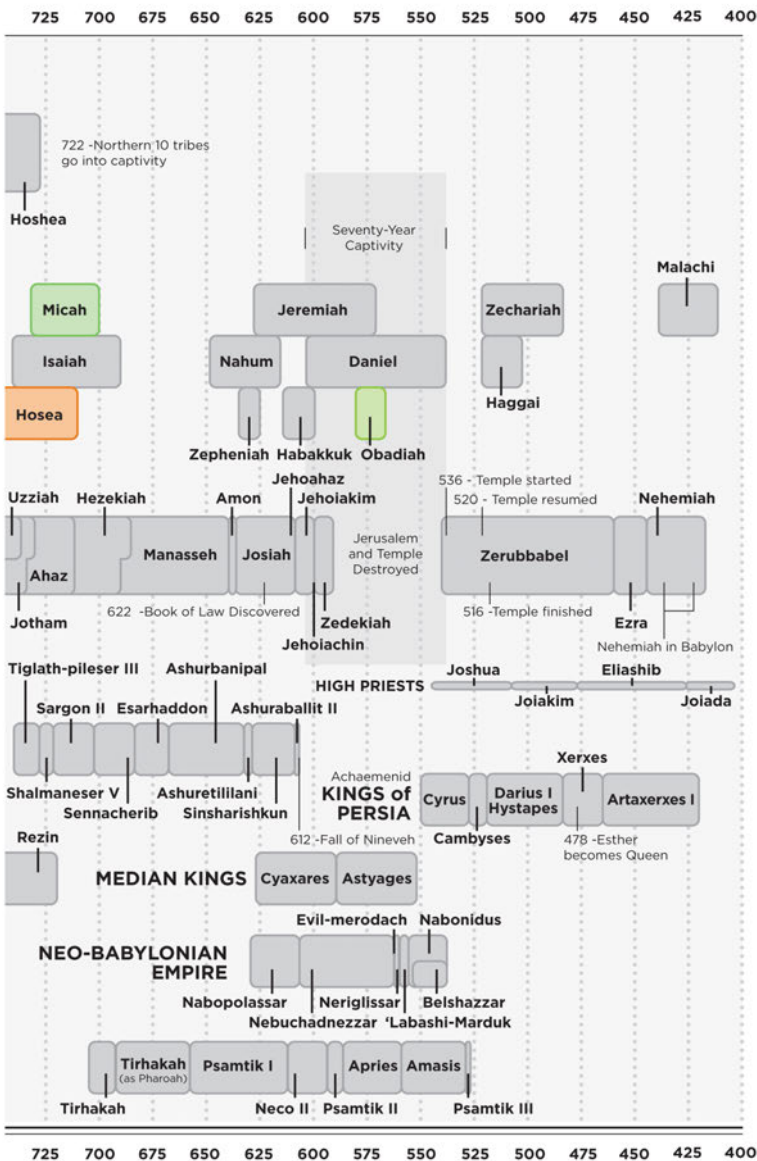 725 700 675 650 625 600 575 550 525 500 475 450 425 400
722 -Northern 10 tribes
go into captivity
Hoshea
Seventy-Year
Captivity
Malachi
Micah
Jeremiah
Zechariah
Isaiah
Nahum
Daniel
Hosea
Haggai
Zepheniah
Habakkuk
Obadiah
Jehoahaz
536 - Temple started
Uzziah
Hezekiah
Amon
Jehoiakim
520 - Temple resumed
Nehemiah
Manasseh
Josiah
Jerusalem
and Temple
Destroyed
Zerubbabel
Ahaz
622 -Book of Law Discovered
516 -Temple finished
Jotham
Zedekiah
Ezra
Jehoiachin
Nehemiah in Babylon
Tiglath-pileser III
Ashurbanipal
HIGH PRIESTS
Joshua
Eliashib
Joiakim
Joiada
Sargon II
Esarhaddon
Ashuraballit II
Shalmaneser V
Ashuretililani
Sennacherib
Sinsharishkun
Xerxes
Achaemenid
KINGS of
PERSIA
Cyrus
Darius I
Hystapes
Artaxerxes I
Cambyses
478 -Esther
becomes Queen
Rezin
612 -Fall of Nineveh
MEDIAN KINGS
Cyaxares
Astyages
Evil-merodach
Nabonidus
NEO-BABYLONIAN
EMPIRE
Nabopolassar
Neriglissar
Belshazzar
Nebuchadnezzar
‘Labashi-Marduk
Tirhakah
(as Pharoah)
Psamtik I
Apries
Amasis
Tirhakah
Neco II
Psamtik II
Psamtik III
725 700 675 650 625 600 575 550 525 500 475 450 425 400